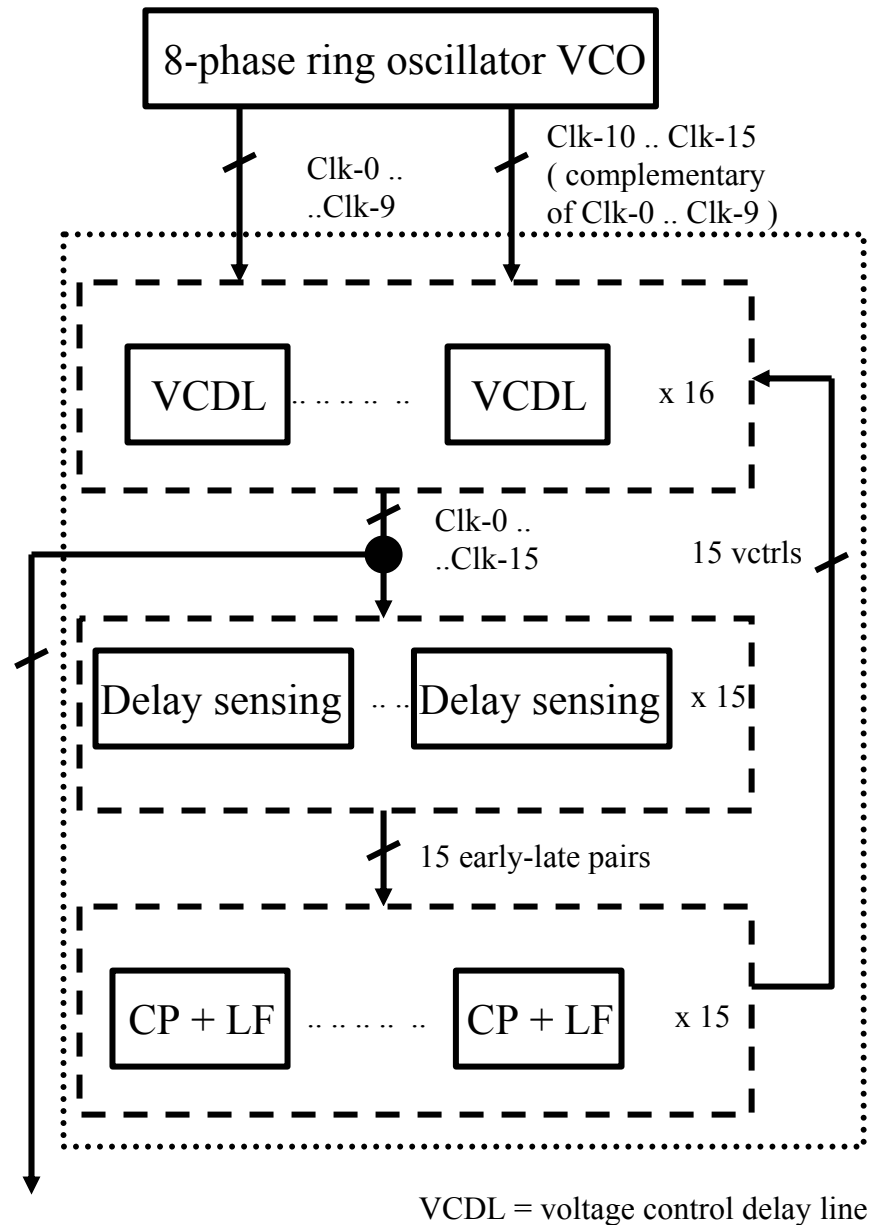 8-phase ring oscillator VCO
Clk-0 ..
..Clk-9
Clk-10 .. Clk-15
( complementary
of Clk-0 .. Clk-9 )
VCDL .. .. .. .. .. VCDL x 16
Clk-0 ..
..Clk-15
15 vctrls
Delay sensing .. .. Delay sensing x 15
15 early-late pairs
CP + LF .. .. .. .. .. CP + LF x 15
VCDL = voltage control delay line